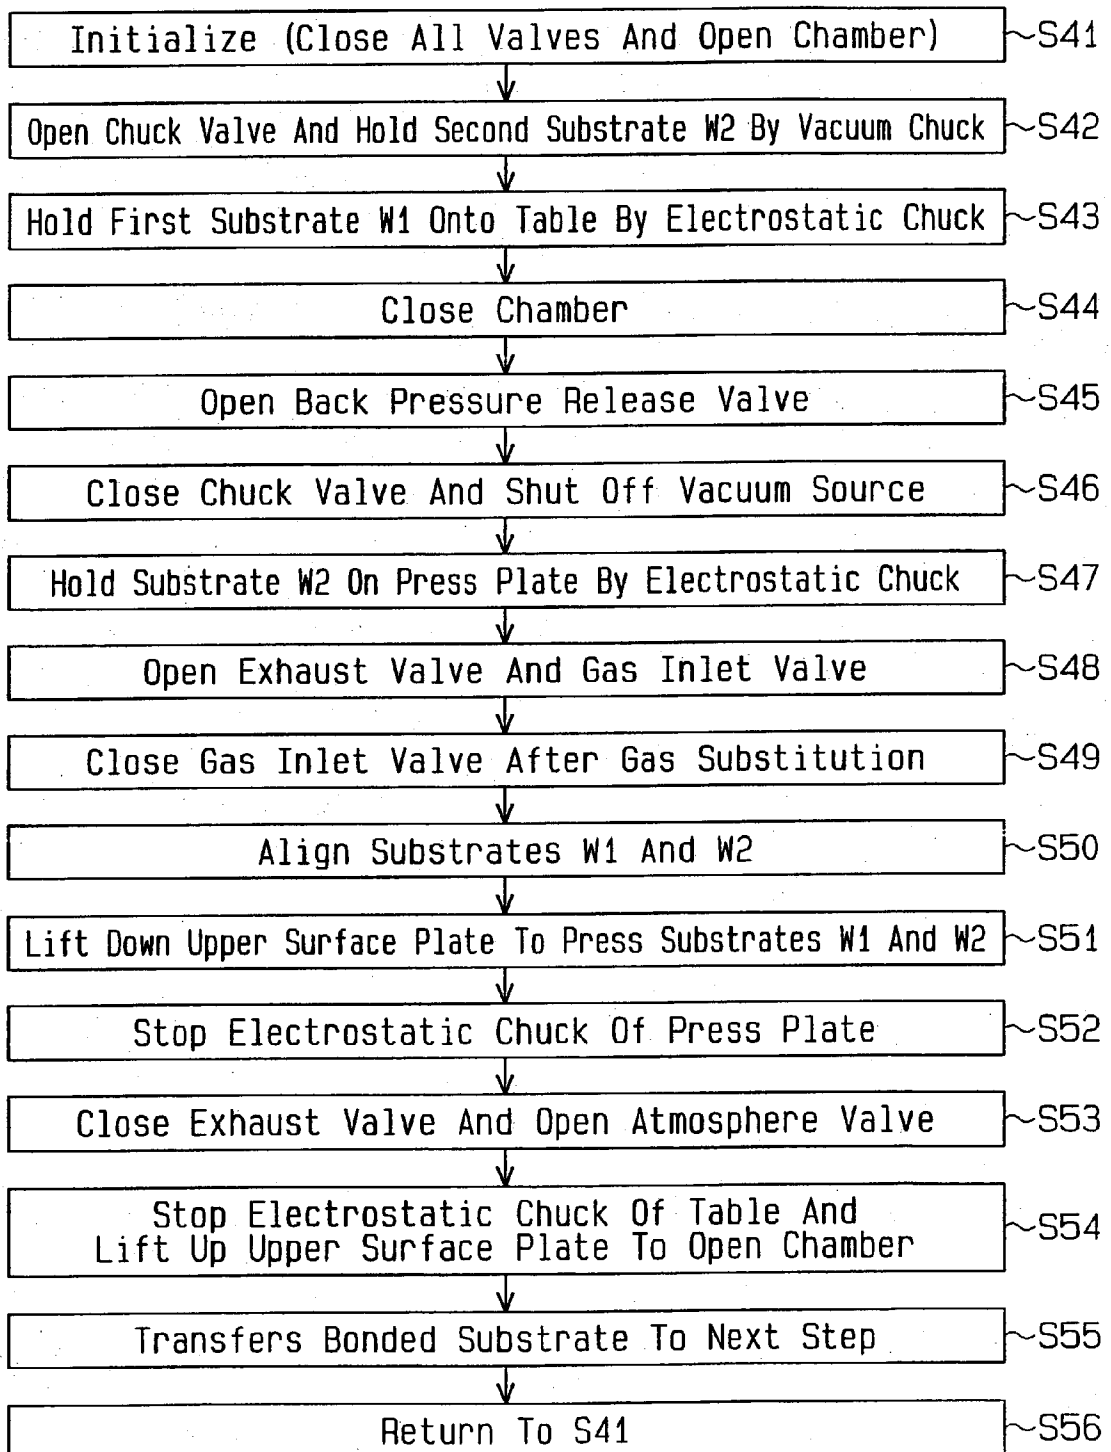 Initialize (Close All Valves And Open Chamber) S41
Open Chuck Valve And Hold Second Substrate W2 By Vacuum Chuck S42
Hold First Substrate W1 Onto Table By Electrostatic Chuck S43
Close Chamber S44
Open Back Pressure Release Valve S45
Close Chuck Valve And Shut Off Vacuum Source S46
Hold Substrate W2 On Press Plate By Electrostatic Chuck S47
Open Exhaust Valve And Gas Inlet Valve S48
Close Gas Inlet Valve After Gas Substitution S49
Align Substrates W1 And W2 S50
Lift Down Upper Surface Plate To Press Substrates W1 And W2 S51
Stop Electrostatic Chuck Of Press Plate S52
Close Exhaust Valve And Open Atmosphere Valve S53
Stop Electrostatic Chuck Of Table And
Lift Up Upper Surface Plate To Open Chamber S54
Transfers Bonded Substrate To Next Step S55
Return To S41 S56